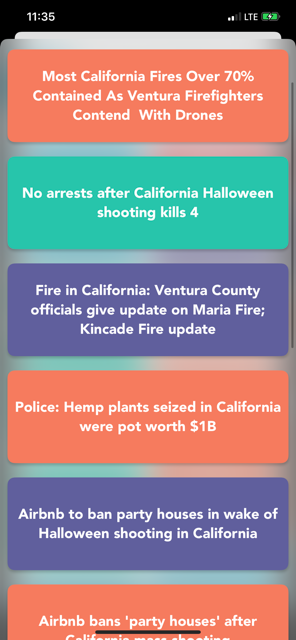 11:35
LTE
Most California Fires Over 70%
Contained As Ventura Firefighters
Contend With Drones
No arrests after California Halloween
shooting kills 4
Fire in California: Ventura County
officials give update on Maria Fire;
Kincade Fire update
Police: Hemp plants seized in California
were pot worth $1B
Airbnb to ban party houses in wake of
Halloween shooting in California
Airbnb bans 'party houses' after
California mass shooting